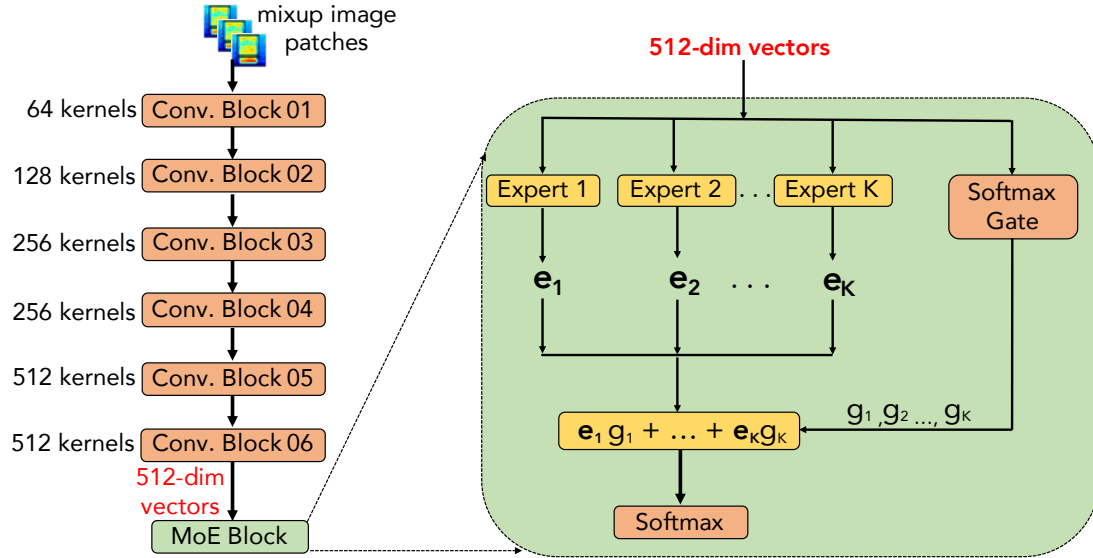 mixup image
patches
64 kernels
Conv. Block 01
128 kernels
Conv. Block 02
256 kernels
Conv. Block 03
256 kernels
Conv. Block 04
512 kernels
Conv. Block 05
512 kernels
Conv. Block 06
512-dim
vectors
MoE Block
512-dim vectors
Expert 1
Expert 2
. . .
Expert K
Softmax
Gate
e₁
e₂
. . .
eK
g₁ ,g₂ ..., gK
e₁ g₁ + ... + eKgK
Softmax